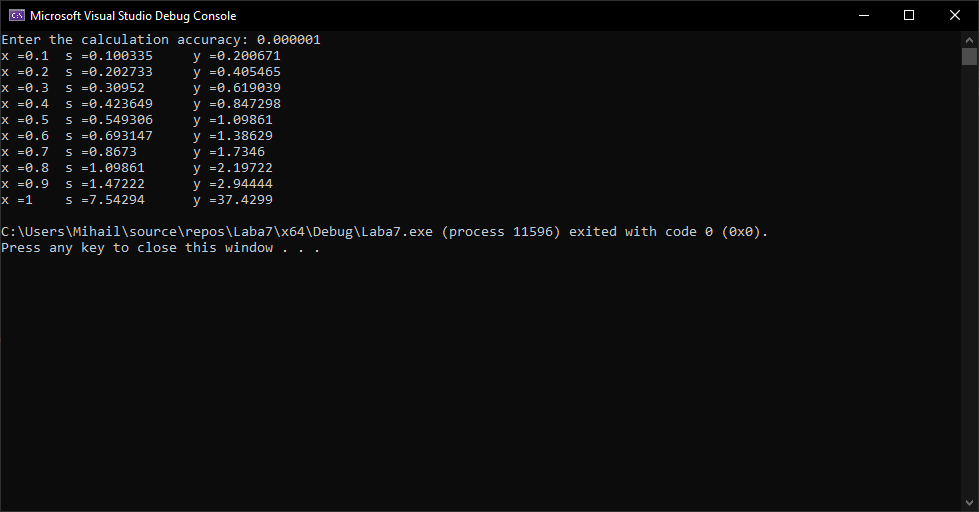 Microsoft Visual Studio Debug Console
Enter the calculation accuracy: 0.000001
x =0.1  s =0.100335     y =0.200671
x =0.2  s =0.202733     y =0.405465
x =0.3  s =0.30952      y =0.619039
x =0.4  s =0.423649     y =0.847298
x =0.5  s =0.549306     y =1.09861
x =0.6  s =0.693147     y =1.38629
x =0.7  s =0.8673       y =1.7346
x =0.8  s =1.09861      y =2.19722
x =0.9  s =1.47222      y =2.94444
x =1    s =7.54294      y =37.4299
C:\Users\Mihail\source\repos\Laba7\x64\Debug\Laba7.exe (process 11596) exited with code 0 (0x0).
Press any key to close this window . . .